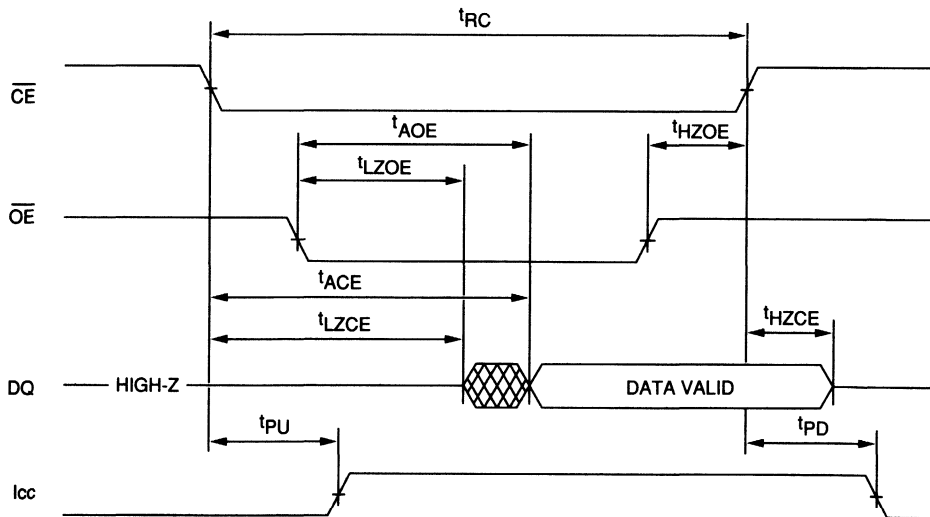 tRC
CE
tAOE
tHZOE
tLZOE
OE
tACE
tLZCE
tHZCE
DQ HIGH-Z DATA VALID
tPU
tPD
Icc